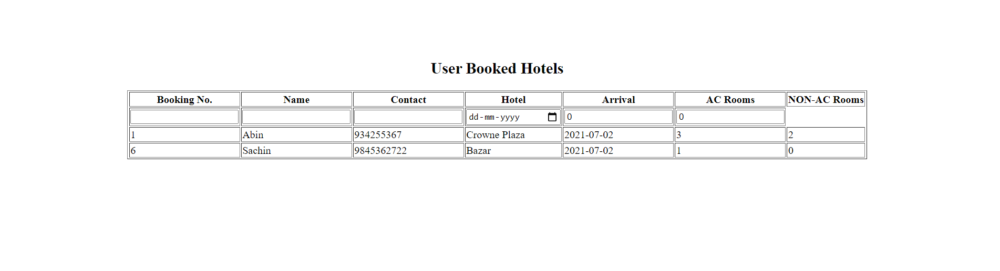 User Booked Hotels
Booking No. Name Contact Hotel Arrival AC Rooms NON-AC Rooms
dd-mm-yyyy 0 0
1 Abin 934255367 Crowne Plaza 2021-07-02 3 2
6 Sachin 9845362722 Bazar 2021-07-02 1 0